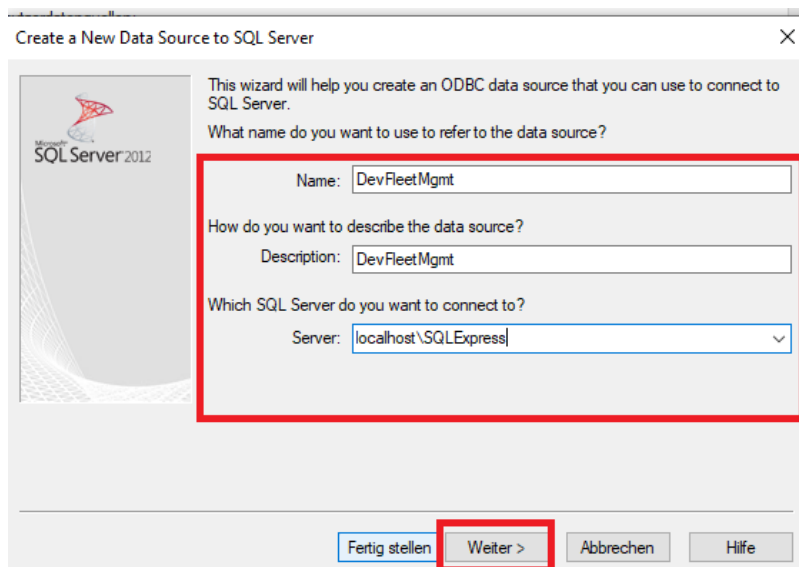 Create a New Data Source to SQL Server
This wizard will help you create an ODBC data source that you can use to connect to
SQL Server.
What name do you want to use to refer to the data source?
Microsoft
SQL Server 2012
Name: DevFleetMgmt
How do you want to describe the data source?
Description: DevFleetMgmt
Which SQL Server do you want to connect to?
Server: localhost\SQLExpress
Fertig stellen Weiter > Abbrechen Hilfe